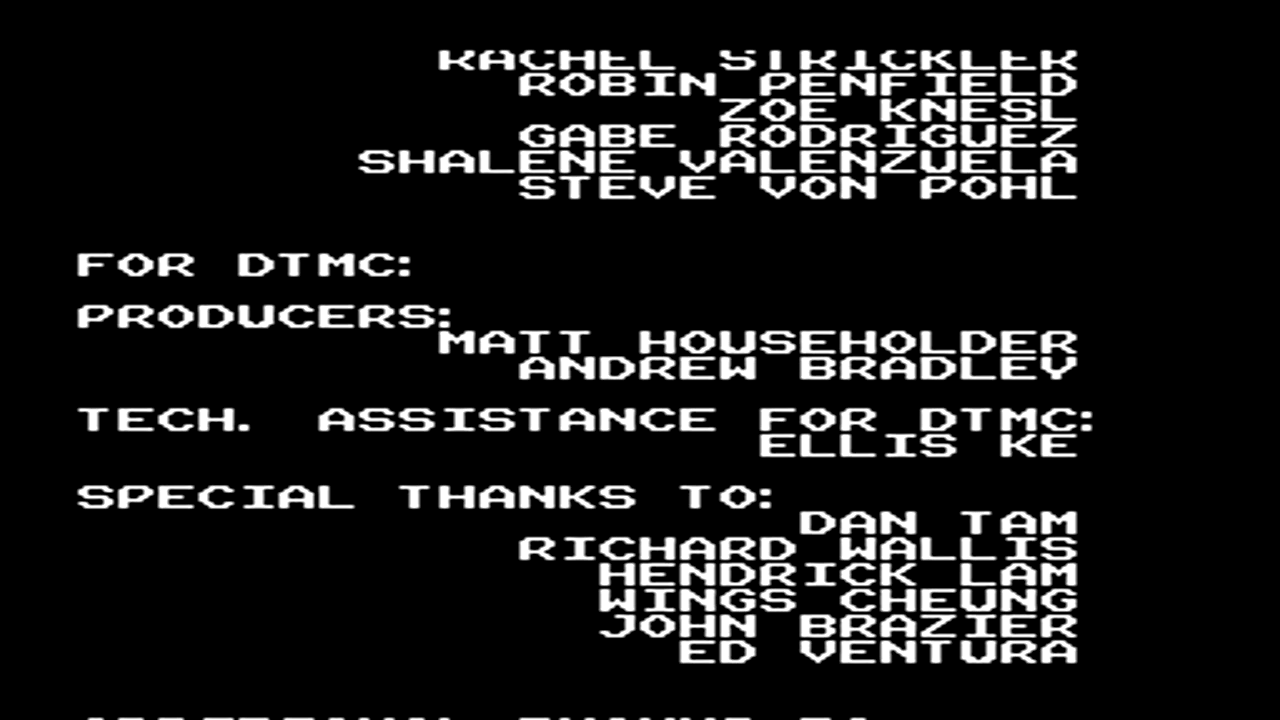 RACHEL STRICKLER
ROBIN PENFIELD
ZOE KNESL
GABE RODRIGUEZ
SHALENE VALENZUELA
STEVE VON POHL
FOR DTMC:
PRODUCERS:
MATT HOUSEHOLDER
ANDREW BRADLEY
TECH. ASSISTANCE FOR DTMC:
ELLIS KE
SPECIAL THANKS TO:
DAN TAM
RICHARD WALLIS
HENDRICK LAM
WINGS CHEUNG
JOHN BRAZIER
ED VENTURA